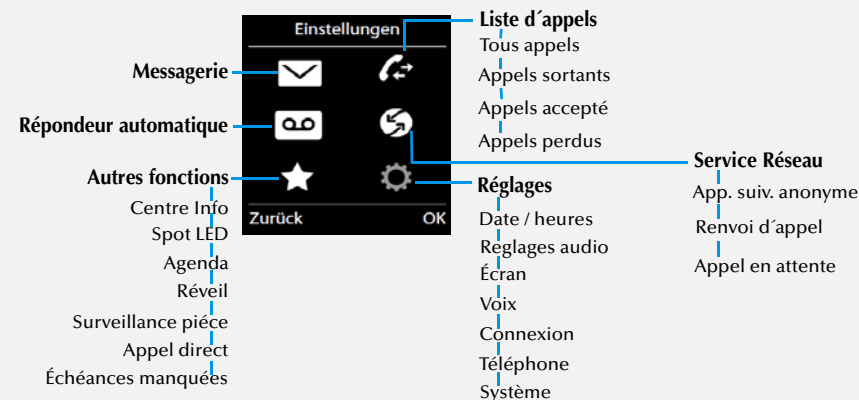 Einstellungen
Zurück
OK
Messagerie
Répondeur automatique
Autres fonctions
Centre Info
Spot LED
Agenda
Réveil
Surveillance piéce
Appel direct
Échéances manquées
Liste d´appels
Tous appels
Appels sortants
Appels accepté
Appels perdus
Réglages
Date / heures
Reglages audio
Écran
Voix
Connexion
Téléphone
Système
Service Réseau
App. suiv. anonyme
Renvoi d´appel
Appel en attente